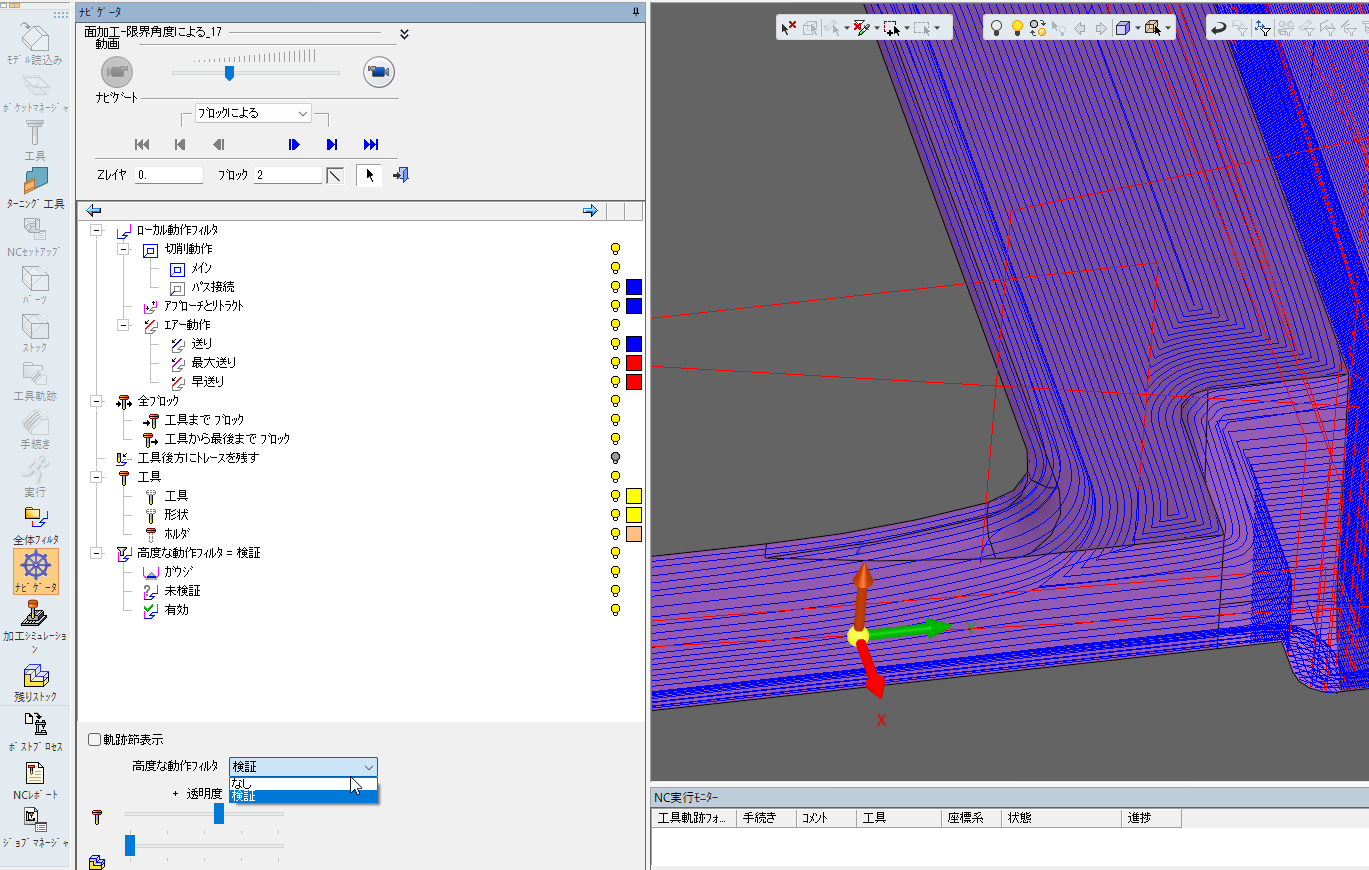 ﾅﾋﾞｹﾞｰﾀ
面加工-限界角度による_17
動画
ﾅﾋﾞｹﾞｰﾄ
ﾌﾞﾛｯｸによる
Zﾚｲﾔ 0. ﾌﾞﾛｯｸ 2
ﾛｰｶﾙ動作ﾌｨﾙﾀ
切削動作
ﾒｲﾝ
ﾊﾟｽ接続
ｱﾌﾟﾛｰﾁとﾘﾄﾗｸﾄ
ｴｱｰ動作
送り
最大送り
早送り
全ﾌﾞﾛｯｸ
工具まで ﾌﾞﾛｯｸ
工具から最後まで ﾌﾞﾛｯｸ
工具後方にﾄﾚｰｽを残す
工具
工具
形状
ﾎﾙﾀﾞ
高度な動作ﾌｨﾙﾀ = 検証
ｶﾞｳｼﾞ
未検証
有効
軌跡節表示
高度な動作ﾌｨﾙﾀ 検証
なし
検証
+ 透明度
ﾓﾃﾞﾙ読込み
ﾎﾟｹｯﾄﾏﾈｰｼﾞｬ
工具
ﾀｰﾆﾝｸﾞ工具
NCｾｯﾄｱｯﾌﾟ
ﾊﾟｰﾂ
ｽﾄｯｸ
工具軌跡
手続き
実行
全体ﾌｨﾙﾀ
ﾅﾋﾞｹﾞｰﾀ
加工ｼﾐｭﾚｰｼｮ
ﾝ
残りｽﾄｯｸ
ﾎﾟｽﾄﾌﾟﾛｾｽ
NCﾚﾎﾟｰﾄ
ｼﾞｮﾌﾞﾏﾈｰｼﾞｬ
Z
Y
X
NC実行ﾓﾆﾀｰ
工具軌跡ﾌｫ... 手続き ｺﾒﾝﾄ 工具 座標系 状態 進捗